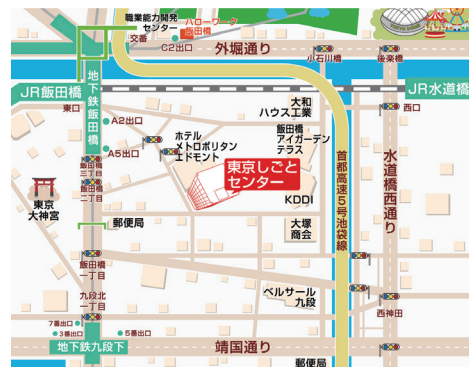 職業能力開発
センター
ハローワーク
飯田橋
交番
C2出口
外堀通り
小石川橋
後楽橋
JR飯田橋
JR水道橋
地下鉄飯田橋
東口
西口
A2出口
大和
ハウス工業
ホテル
メトロポリタン
エドモント
飯田橋
アイガーデン
テラス
A5出口
飯田橋
三丁目
飯田橋
二丁目
東京しごと
センター
首都高速5号池袋線
水道橋西通り
東京
大神宮
KDDI
郵便局
大塚
商会
飯田橋
一丁目
九段北
一丁目
ベルサール
九段
西神田
7番出口
3番出口
5番出口
地下鉄九段下
靖国通り
郵便局